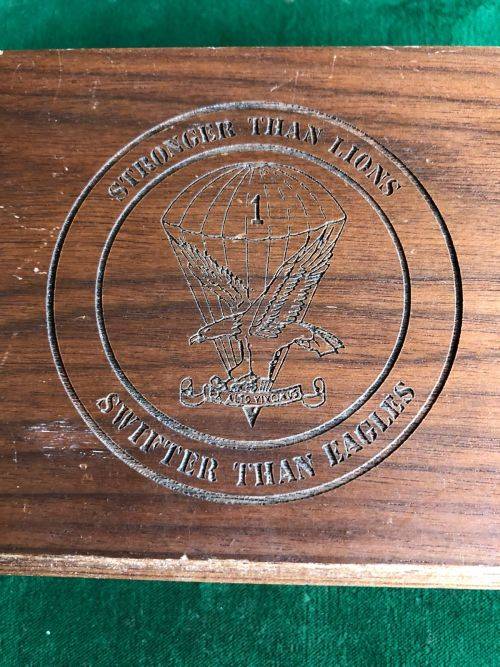 STRONGER THAN LIONS
1
SWIFTER THAN EAGLES